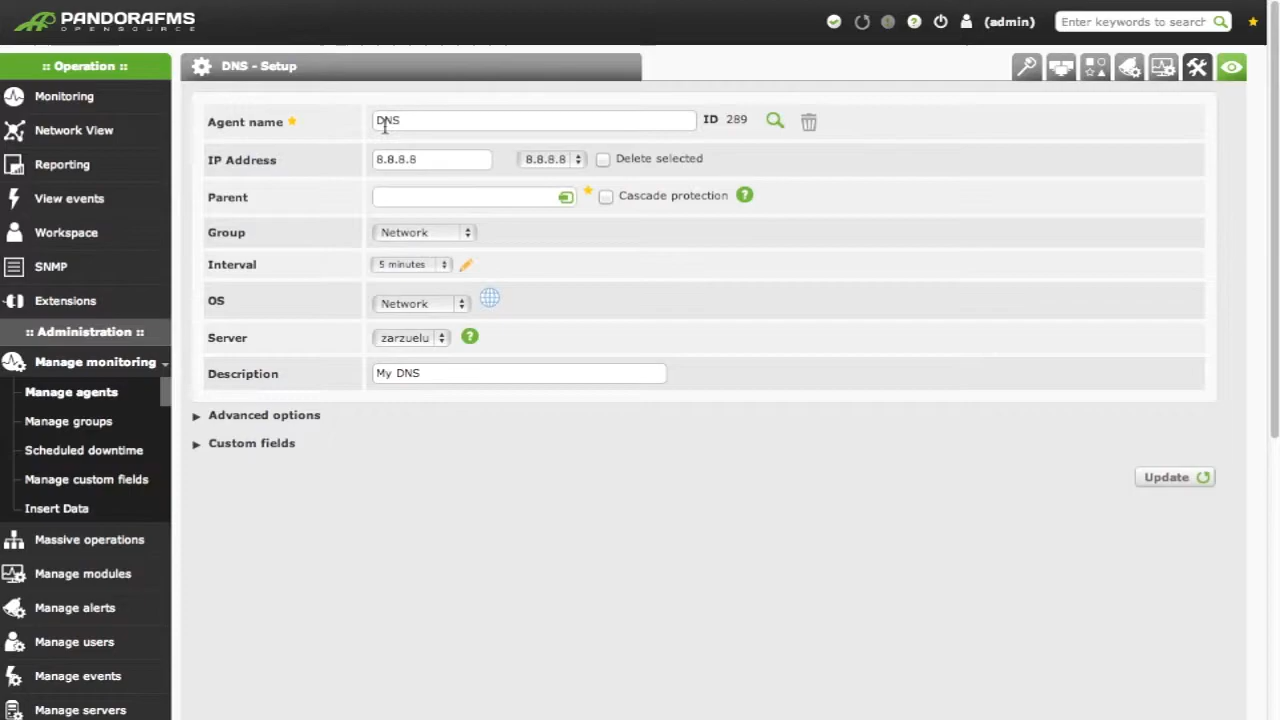 PANDORAFMS
OPENSOURCE
(admin)
Enter keywords to search
:: Operation ::
Monitoring
Network View
Reporting
View events
Workspace
SNMP
Extensions
:: Administration ::
Manage monitoring
Manage agents
Manage groups
Scheduled downtime
Manage custom fields
Insert Data
Massive operations
Manage modules
Manage alerts
Manage users
Manage events
Manage servers
DNS - Setup
Agent name DNS ID 289
IP Address 8.8.8.8 8.8.8.8 Delete selected
Parent Cascade protection ?
Group Network
Interval 5 minutes
OS Network
Server zarzuelu ?
Description My DNS
Advanced options
Custom fields
Update